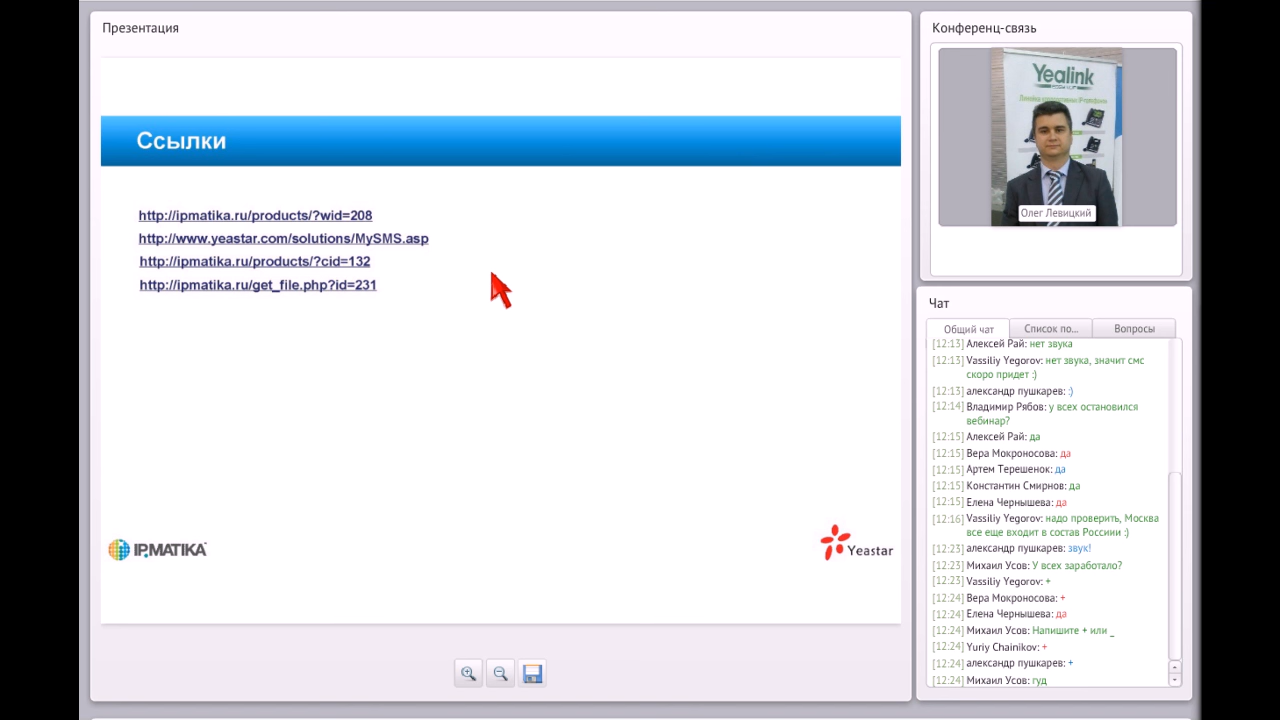 Презентация
Ссылки
http://ipmatika.ru/products/?wid=208
http://www.yeastar.com/solutions/MySMS.asp
http://ipmatika.ru/products/?cid=132
http://ipmatika.ru/get_file.php?id=231
IPMATIKA
Yeastar
Конференц-связь
Yealink
Олег Левицкий
Чат
Общий чат
Список по...
Вопросы
[12:13] Алексей Рай: нет звука
[12:13] Vassiliy Yegorov: нет звука, значит смс
скоро придет :)
[12:13] александр пушкарев: :)
[12:14] Владимир Рябов: у всех остановился
вебинар?
[12:15] Алексей Рай: да
[12:15] Вера Мокроносова: да
[12:15] Артем Терешенок: да
[12:15] Константин Смирнов: да
[12:15] Елена Чернышева: да
[12:16] Vassiliy Yegorov: надо проверить, Москва
все еще входит в состав Росиии :)
[12:23] александр пушкарев: звук!
[12:23] Михаил Усов: У всех заработало?
[12:23] Vassiliy Yegorov: +
[12:24] Вера Мокроносова: +
[12:24] Елена Чернышева: да
[12:24] Михаил Усов: Напишите + или _
[12:24] Yuriy Chainikov: +
[12:24] александр пушкарев: +
[12:24] Михаил Усов: гуд